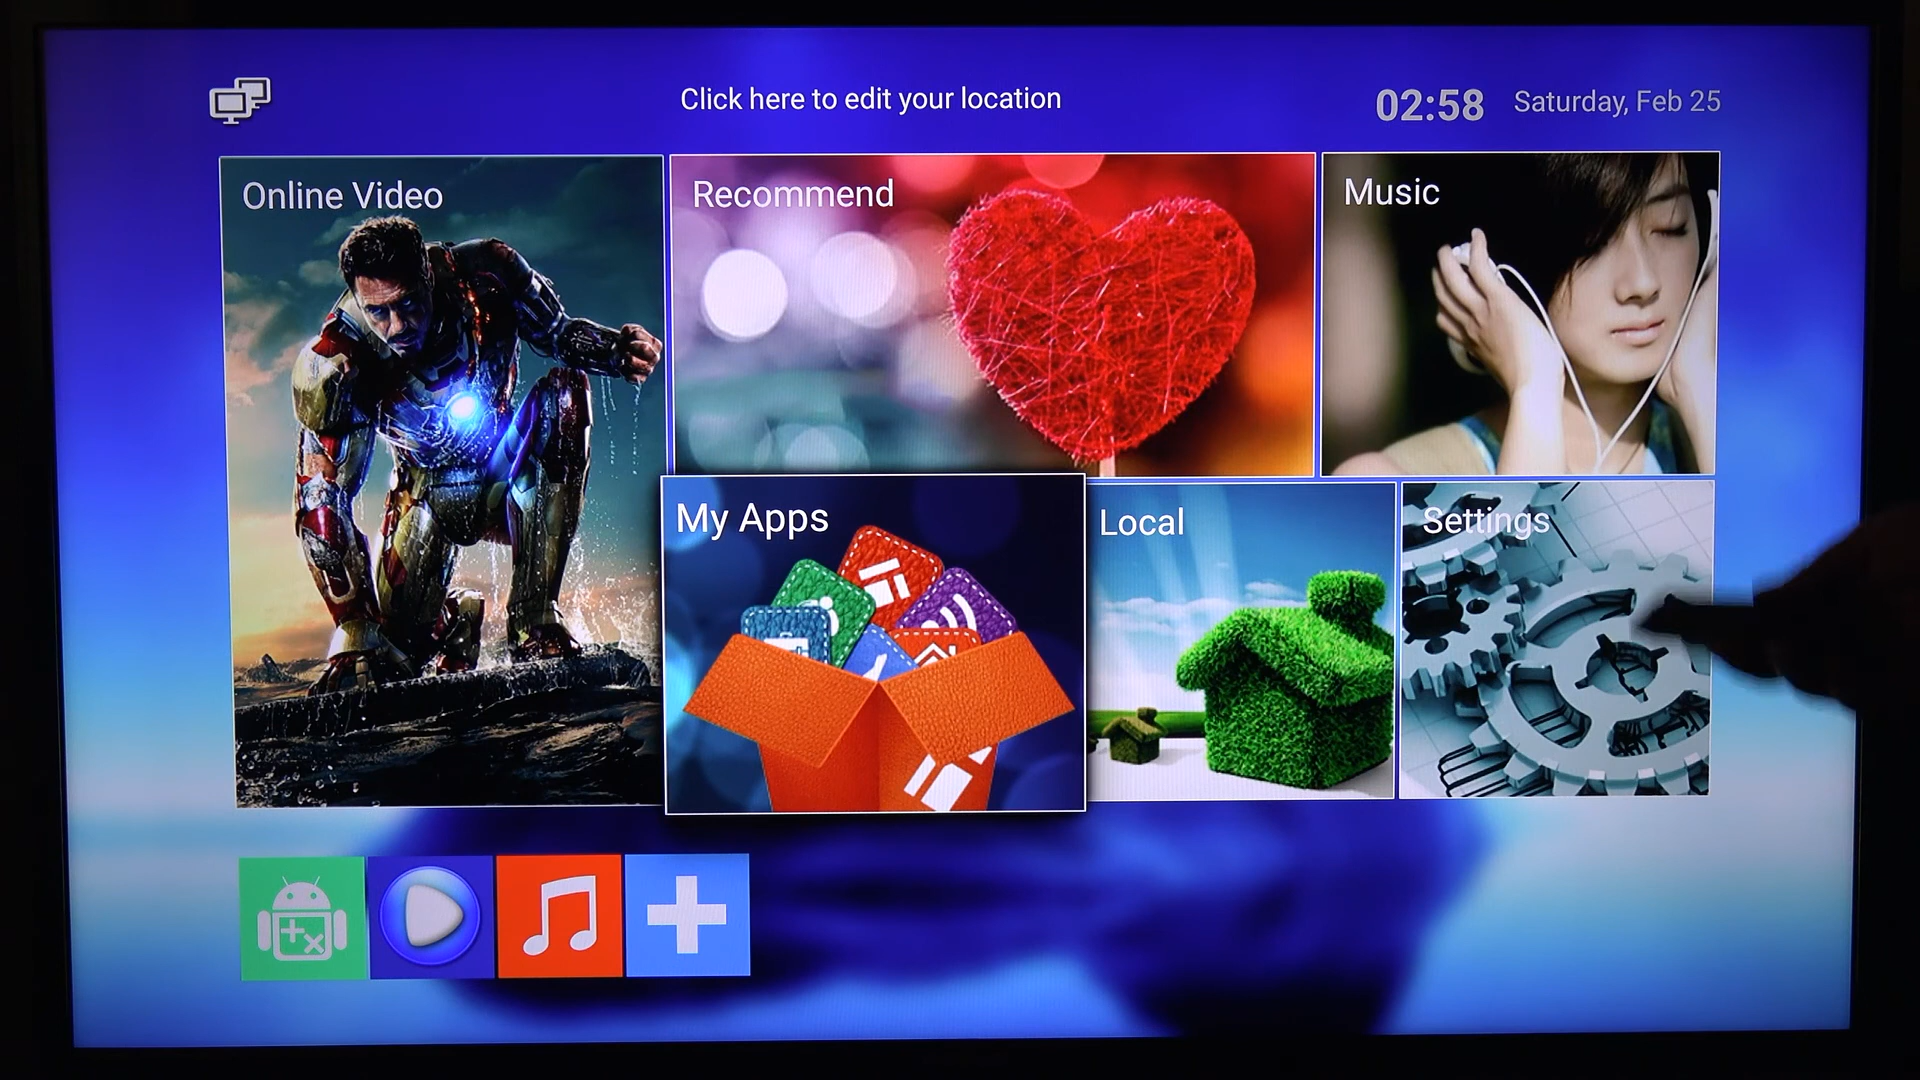 Click here to edit your location
02:58 Saturday, Feb 25
Online Video
Recommend
Music
My Apps
Local
Settings